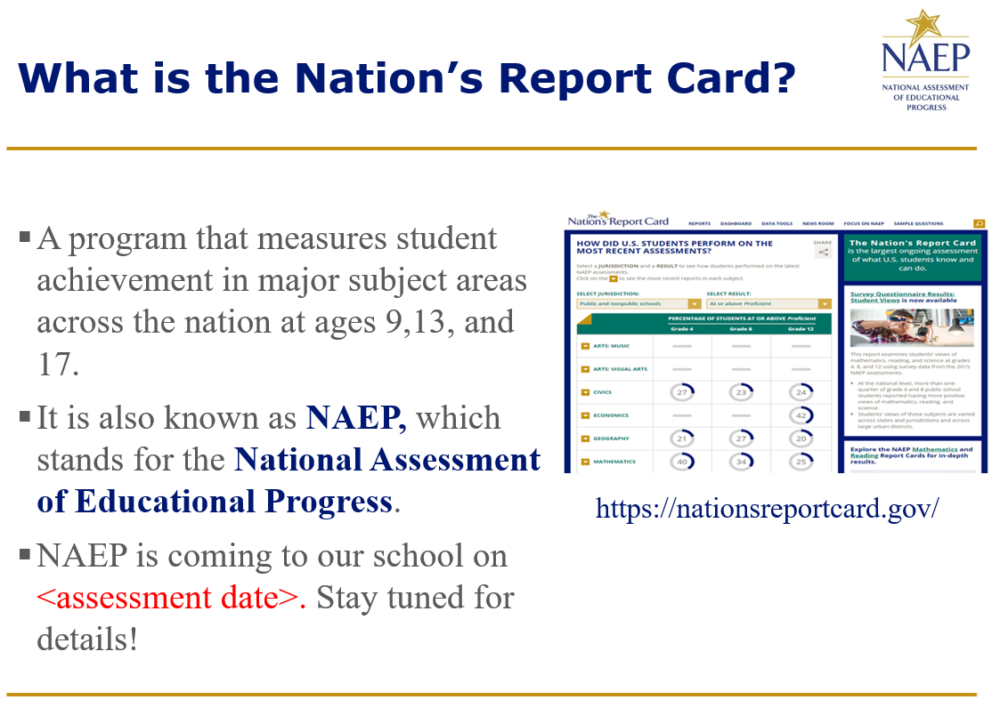 What is the Nation’s Report Card?
NAEP
NATIONAL ASSESSMENT
OF EDUCATIONAL
PROGRESS
▪A program that measures student
achievement in major subject areas
across the nation at ages 9,13, and
17.
▪It is also known as NAEP, which
stands for the National Assessment
of Educational Progress.
▪NAEP is coming to our school on
<assessment date>. Stay tuned for
details!
The
Nation's Report Card
REPORTS DASHBOARD DATA TOOLS NEWS ROOM FOCUS ON NAEP SAMPLE QUESTIONS
HOW DID U.S. STUDENTS PERFORM ON THE
MOST RECENT ASSESSMENTS?
SHARE
Select a JURISDICTION and a RESULT to see how students performed on the latest
NAEP assessments.
Click on the to see the most recent reports in each subject.
SELECT JURISDICTION: SELECT RESULT:
Public and nonpublic schools At or above Proficient
PERCENTAGE OF STUDENTS AT OR ABOVE Proficient
Grade 4 Grade 8 Grade 12
ARTS: MUSIC
ARTS: VISUAL ARTS
CIVICS 27 23 24
ECONOMICS 42
GEOGRAPHY 21 27 20
MATHEMATICS 40 34 25
The Nation's Report Card
is the largest ongoing assessment
of what U.S. students know and
can do.
Survey Questionnaire Results:
Student Views is now available
This report examines students' views of
mathematics, reading, and science at grades
4, 8, and 12 using survey data from the 2015
NAEP assessments.
• At the national level, more than one-
quarter of grade 4 and 8 public school
students reported having more positive
views of mathematics, reading, and
science.
• Students' views of these subjects are varied
across states and jurisdictions and across
large urban districts.
Explore the NAEP Mathematics and
Reading Report Cards for in-depth
results.
https://nationsreportcard.gov/